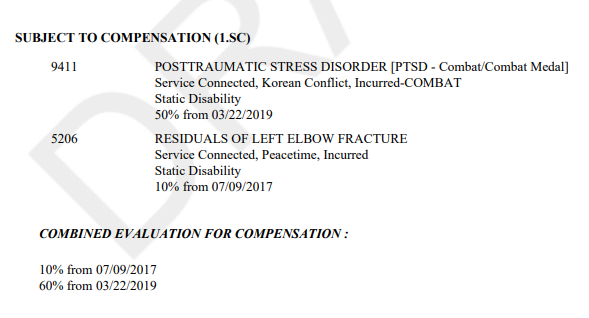 SUBJECT TO COMPENSATION (1.SC)
9411 POSTTRAUMATIC STRESS DISORDER [PTSD - Combat/Combat Medal]
Service Connected, Korean Conflict, Incurred-COMBAT
Static Disability
50% from 03/22/2019
5206 RESIDUALS OF LEFT ELBOW FRACTURE
Service Connected, Peacetime, Incurred
Static Disability
10% from 07/09/2017
COMBINED EVALUATION FOR COMPENSATION :
10% from 07/09/2017
60% from 03/22/2019
DRA